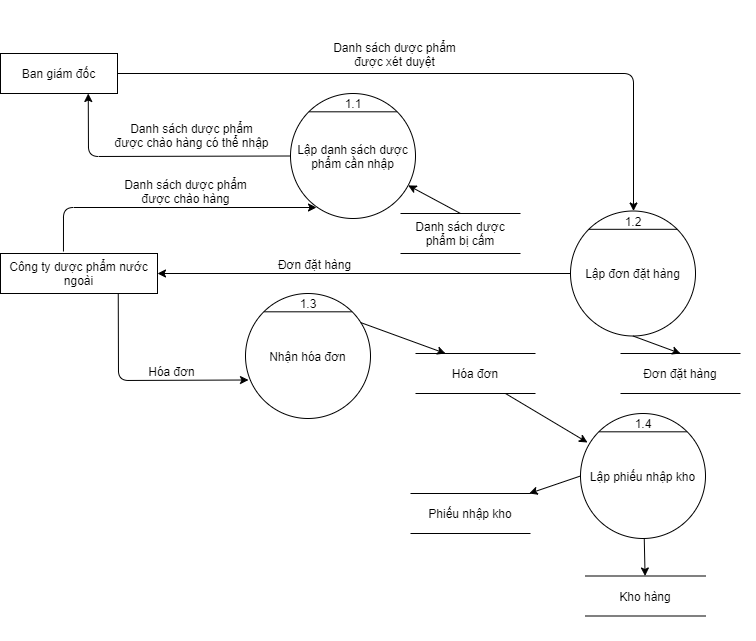 Danh sách dược phẩm
được xét duyệt
Ban giám đốc
1.1
Danh sách dược phẩm
được chào hàng có thể nhập
Lập danh sách dược
phẩm cần nhập
Danh sách dược phẩm
được chào hàng
Danh sách dược
phẩm bị cấm
1.2
Công ty dược phẩm nước
ngoài
Đơn đặt hàng
Lập đơn đặt hàng
1.3
Nhận hóa đơn
Hóa đơn
Hóa đơn
Đơn đặt hàng
1.4
Lập phiếu nhập kho
Phiếu nhập kho
Kho hàng